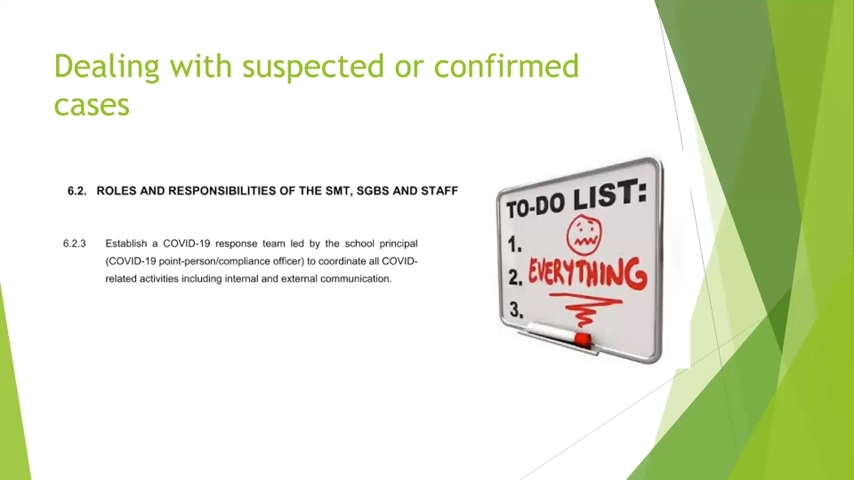 Dealing with suspected or confirmed
cases
6.2. ROLES AND RESPONSIBILITIES OF THE SMT, SGBS AND STAFF
6.2.3 Establish a COVID-19 response team led by the school principal
(COVID-19 point-person/compliance officer) to coordinate all COVID-
related activities including internal and external communication.
TO-DO LIST:
1.
2. EVERYTHING
3.